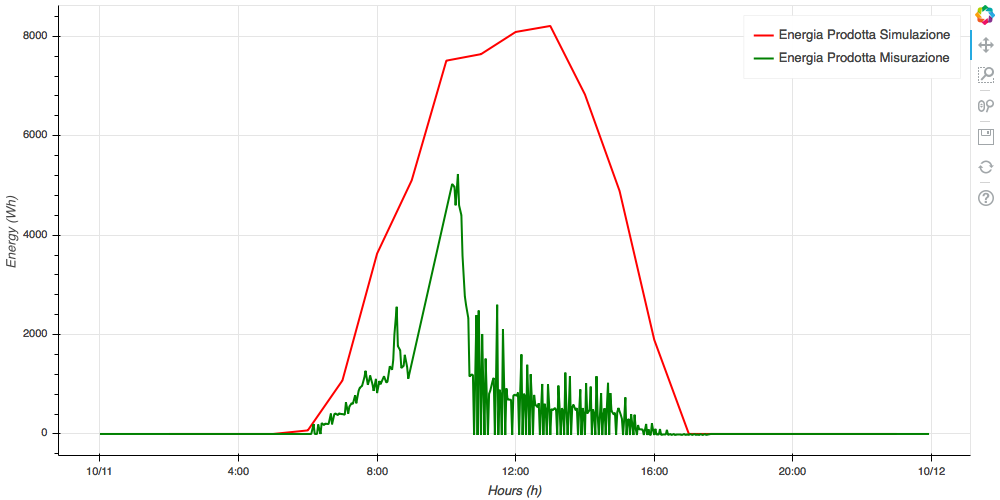 Energia Prodotta Simulazione
Energia Prodotta Misurazione
8000
6000
4000
2000
0
Energy (Wh)
10/11 4:00 8:00 12:00 16:00 20:00 10/12
Hours (h)